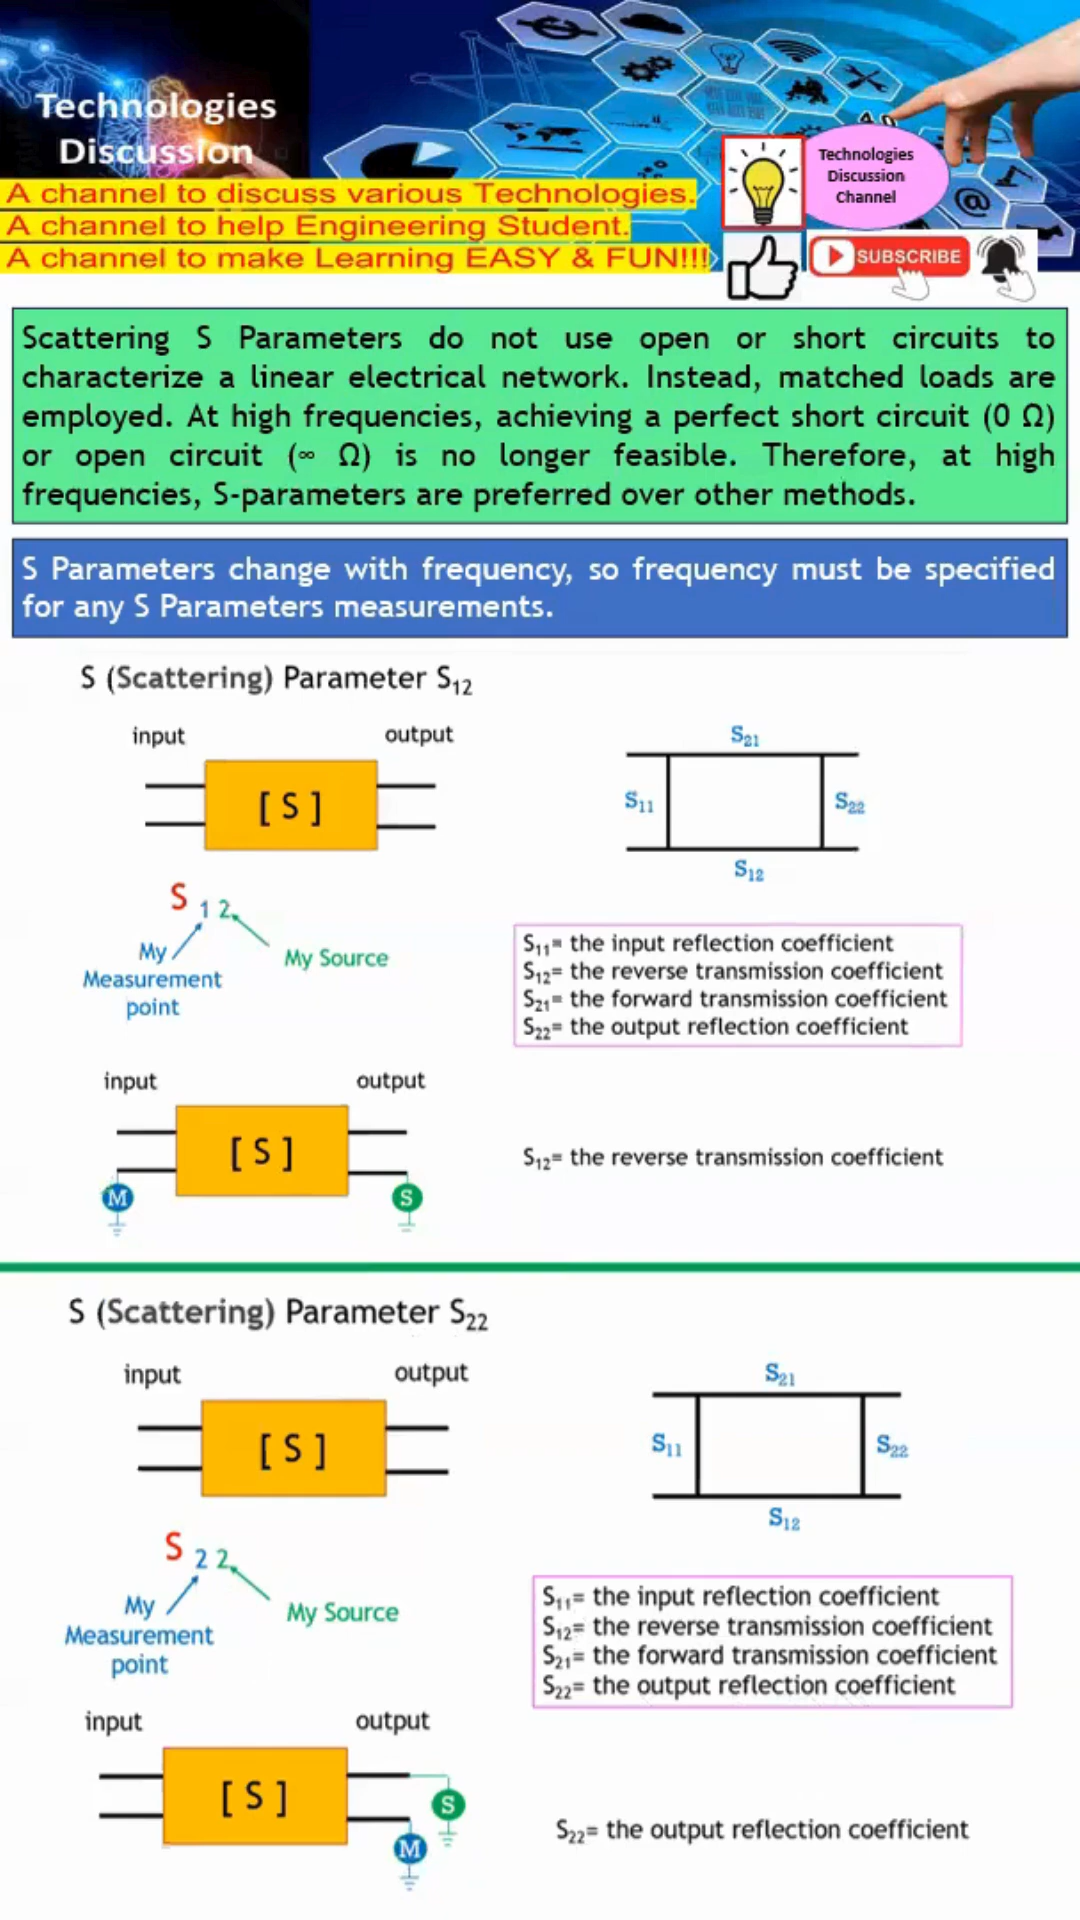 Technologies
Discussion
Technologies
Discussion
Channel
A channel to discuss various Technologies.
A channel to help Engineering Student.
A channel to make Learning EASY & FUN!!!
SUBSCRIBE
Scattering S Parameters do not use open or short circuits to
characterize a linear electrical network. Instead, matched loads are
employed. At high frequencies, achieving a perfect short circuit (0 Ω)
or open circuit (∞ Ω) is no longer feasible. Therefore, at high
frequencies, S-parameters are preferred over other methods.
S Parameters change with frequency, so frequency must be specified
for any S Parameters measurements.
S (Scattering) Parameter S₁₂
input output
[ S ]
S₂₁
S₁₁ S₂₂
S₁₂
S 1 2
My
Measurement
point
My Source
S₁₁= the input reflection coefficient
S₁₂= the reverse transmission coefficient
S₂₁= the forward transmission coefficient
S₂₂= the output reflection coefficient
input output
[ S ]
M S
S₁₂= the reverse transmission coefficient
S (Scattering) Parameter S₂₂
input output
[ S ]
S₂₁
S₁₁ S₂₂
S₁₂
S 2 2
My
Measurement
point
My Source
S₁₁= the input reflection coefficient
S₁₂= the reverse transmission coefficient
S₂₁= the forward transmission coefficient
S₂₂= the output reflection coefficient
input output
[ S ]
S
M
S₂₂= the output reflection coefficient